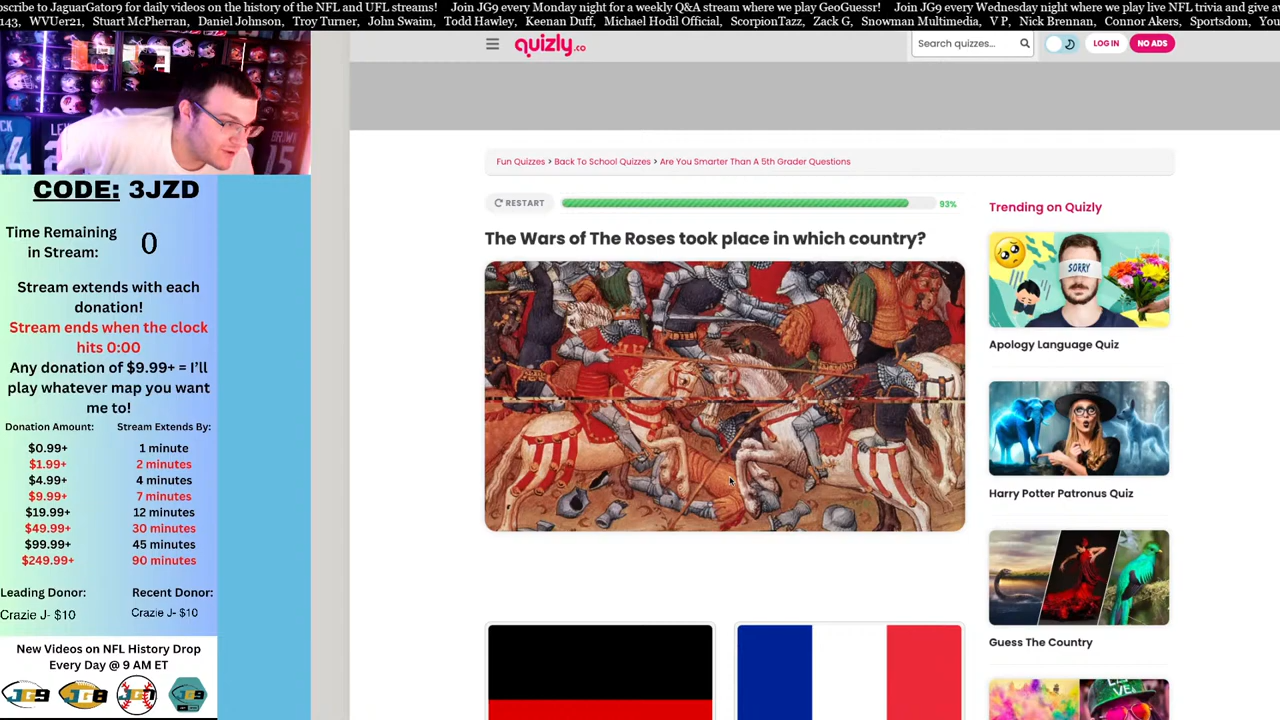 scribe to JaguarGator9 for daily videos on the history of the NFL and UFL streams! Join JG9 every Monday night for a weekly Q&A stream where we play GeoGuessr! Join JG9 every Wednesday night where we play live NFL trivia and give aw
143, WVUer21, Stuart McPherran, Daniel Johnson, Troy Turner, John Swaim, Todd Hawley, Keenan Duff, Michael Hodil Official, ScorpionTazz, Zack G, Snowman Multimedia, V P, Nick Brennan, Connor Akers, Sportsdom, You
quizly.co
Search quizzes...
LOG IN
NO ADS
BROWN
15
CODE: 3JZD
Time Remaining
in Stream:
0
Stream extends with each
donation!
Stream ends when the clock
hits 0:00
Any donation of $9.99+ = I'll
play whatever map you want
me to!
Donation Amount: Stream Extends By:
$0.99+ 1 minute
$1.99+ 2 minutes
$4.99+ 4 minutes
$9.99+ 7 minutes
$19.99+ 12 minutes
$49.99+ 30 minutes
$99.99+ 45 minutes
$249.99+ 90 minutes
Leading Donor: Recent Donor:
Crazie J- $10 Crazie J- $10
New Videos on NFL History Drop
Every Day @ 9 AM ET
JG9
JG8
JG9
Fun Quizzes > Back To School Quizzes > Are You Smarter Than A 5th Grader Questions
RESTART
93%
The Wars of The Roses took place in which country?
Trending on Quizly
SORRY
Apology Language Quiz
Harry Potter Patronus Quiz
Guess The Country